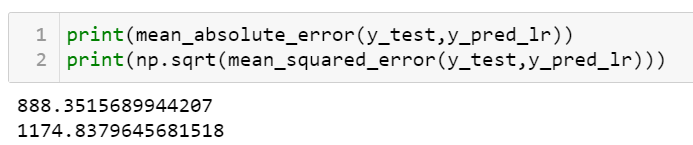 1 print(mean_absolute_error(y_test,y_pred_lr))
2 print(np.sqrt(mean_squared_error(y_test,y_pred_lr)))
888.3515689944207
1174.8379645681518